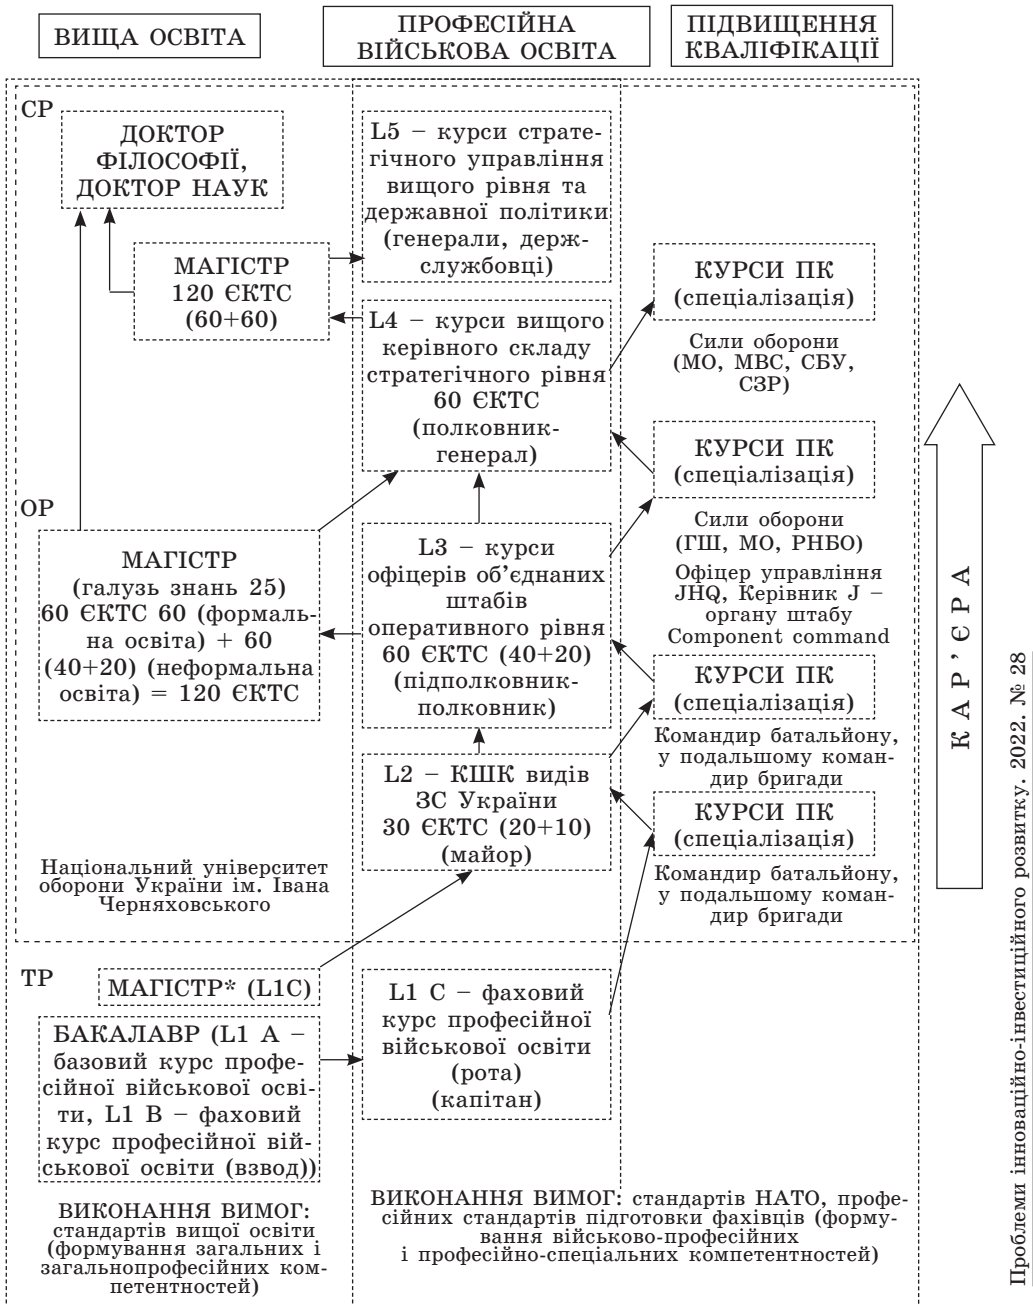 ВИЩА ОСВІТА
ПРОФЕСІЙНА
ВІЙСЬКОВА ОСВІТА
ПІДВИЩЕННЯ
КВАЛІФІКАЦІЇ
СР
ДОКТОР
ФІЛОСОФІЇ,
ДОКТОР НАУК
L5 – курси страте-
гічного управління
вищого рівня та
державної політики
(генерали, держ-
службовці)
МАГІСТР
120 ЄКТС
(60+60)
КУРСИ ПК
(спеціалізація)
Сили оборони
(МО, МВС, СБУ,
СЗР)
L4 – курси вищого
керівного складу
стратегічного рівня
60 ЄКТС
(полковник-
генерал)
КУРСИ ПК
(спеціалізація)
Сили оборони
(ГШ, МО, РНБО)
Офіцер управління
JHQ, Керівник J –
органу штабу
Component command
ОР
МАГІСТР
(галузь знань 25)
60 ЄКТС 60 (формаль-
на освіта) + 60
(40+20) (неформальна
освіта) = 120 ЄКТС
L3 – курси
офіцерів об’єднаних
штабів
оперативного рівня
60 ЄКТС (40+20)
(підполковник-
полковник)
КУРСИ ПК
(спеціалізація)
Командир батальйону,
у подальшому коман-
дир бригади
L2 – КШК видів
ЗС України
30 ЄКТС (20+10)
(майор)
КУРСИ ПК
(спеціалізація)
Командир батальйону,
у подальшому коман-
дир бригади
Національний університет
оборони України ім. Івана
Черняховського
ТР
МАГІСТР* (L1C)
БАКАЛАВР (L1 A –
базовий курс профе-
сійної військової осві-
ти, L1 B – фаховий
курс професійної вій-
ськової освіти (взвод))
L1 C – фаховий
курс професійної
військової освіти
(рота)
(капітан)
ВИКОНАННЯ ВИМОГ:
стандартів вищої освіти
(формування загальних і
загальнопрофесійних ком-
петентностей)
ВИКОНАННЯ ВИМОГ: стандартів НАТО, профе-
сійних стандартів підготовки фахівців (форму-
вання військово-професійних
і професійно-спеціальних компетентностей)
КАР’ЄРА
Проблеми інноваційно-інвестиційного розвитку. 2022. № 28